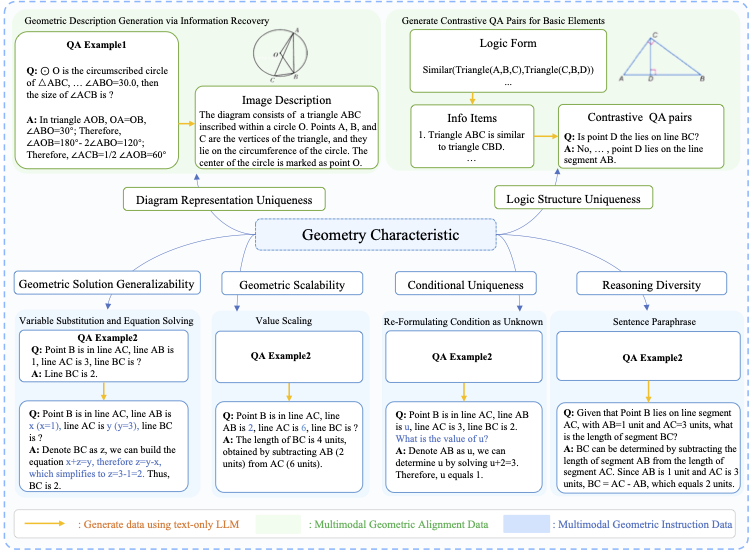 Geometric Description Generation via Information Recovery
QA Example1
Q: ⊙ O is the circumscribed circle
of △ABC, … ∠ABO=30.0, then
the size of ∠ACB is ?
A: In triangle AOB, OA=OB,
∠ABO=30°; Therefore,
∠AOB=180°- 2∠ABO=120°;
Therefore, ∠ACB=1/2 ∠AOB=60°
A
O
C
B
Image Description
The diagram consists of a triangle ABC
inscribed within a circle O. Points A, B, and
C are the vertices of the triangle, and they
lie on the circumference of the circle. The
center of the circle is marked as point O.
Generate Contrastive QA Pairs for Basic Elements
Logic Form
Similar(Triangle(A,B,C),Triangle(C,B,D))
...
C
A
D
B
Info Items
1. Triangle ABC is similar
to triangle CBD.
…
Contrastive QA pairs
Q: Is point D the lies on line BC?
A: No, … , point D lies on the line
segment AB.
Diagram Representation Uniqueness
Logic Structure Uniqueness
Geometry Characteristic
Geometric Solution Generalizability
Geometric Scalability
Conditional Uniqueness
Reasoning Diversity
Variable Substitution and Equation Solving
QA Example2
Q: Point B is in line AC, line AB is
1, line AC is 3, line BC is ?
A: Line BC is 2.
Q: Point B is in line AC, line AB is
x (x=1), line AC is y (y=3), line BC
is ?
A: Denote BC as z, we can build the
equation x+z=y, therefore z=y-x,
which simplifies to z=3-1=2. Thus,
BC is 2.
Value Scaling
QA Example2
Q: Point B is in line AC, line
AB is 2, line AC is 6, line BC is ?
A: The length of BC is 4 units,
obtained by subtracting AB (2
units) from AC (6 units).
Re-Formulating Condition as Unknown
QA Example2
Q: Point B is in line AC, line AB
is u, line AC is 3, line BC is 2.
What is the value of u?
A: Denote AB as u, we can
determine u by solving u+2=3.
Therefore, u equals 1.
Sentence Paraphrase
QA Example2
Q: Given that Point B lies on line segment
AC, with AB=1 unit and AC=3 units, what
is the length of segment BC?
A: BC can be determined by subtracting the
length of segment AB from the length of
segment AC. Since AB is 1 unit and AC is 3
units, BC = AC - AB, which equals 2 units.
: Generate data using text-only LLM
: Multimodal Geometric Alignment Data
: Multimodal Geometric Instruction Data